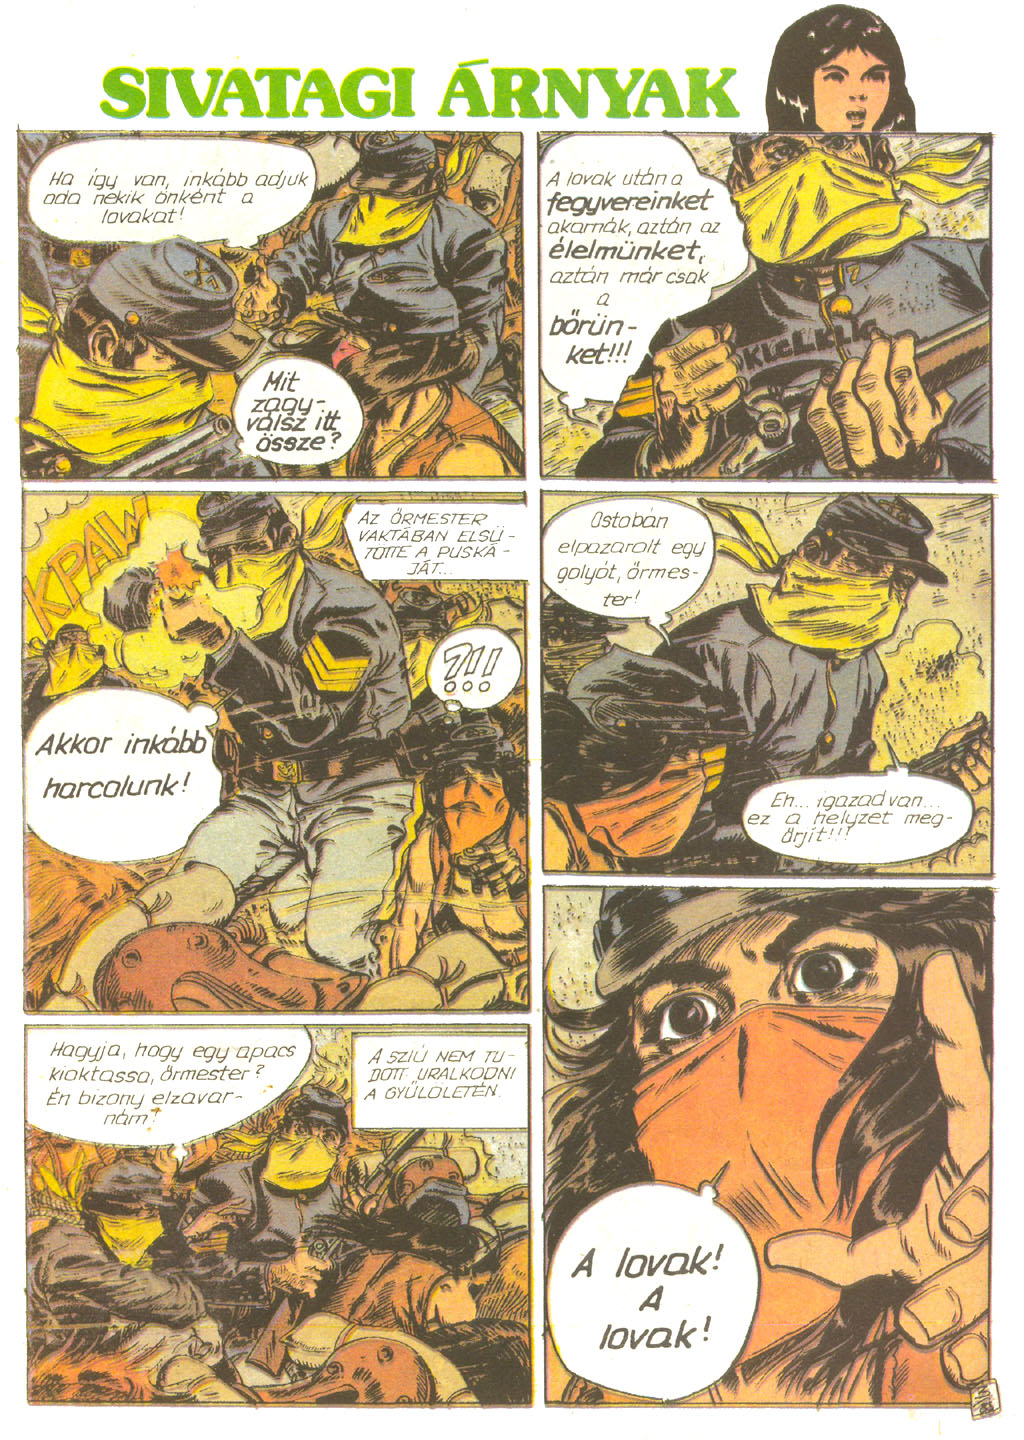 SIVATAGI ÁRNYAK
Ha így van, inkább adjuk
oda nekik önként a
lovakat!
Mit
zagy-
válsz itt
össze?
A lovak után a
fegyvereinket
akarnák, aztán az
élelmünket,
aztán már csak
a
bőrün-
ket!!!
KPAW
AZ ŐRMESTER
VAKTÁBAN ELSÜ-
TÖTTE A PUSKÁ-
JÁT...
?!!
Akkor inkább
harcolunk!
Ostobán
elpazarolt egy
golyót, őrmes-
ter!
Eh... igazad van...
ez a helyzet meg-
őrjít!!!
Hagyja, hogy egy apacs
kioktassa, őrmester?
Én bizony elzavar-
nám!
A SZIÚ NEM TU-
DOTT URALKODNI
A GYŰLÖLETÉN.
A lovak!
A
lovak!